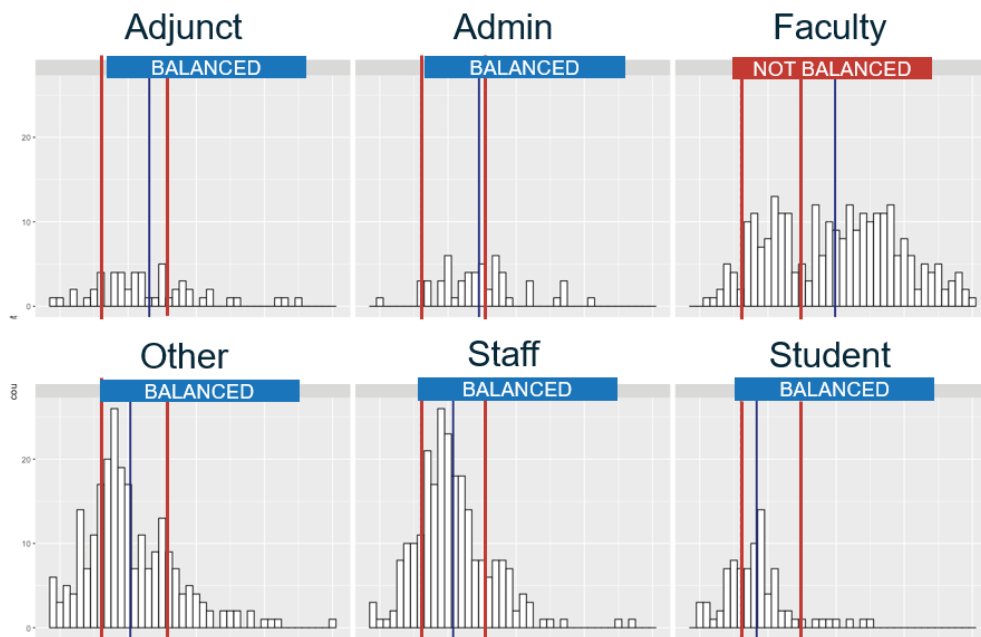 Adjunct Admin Faculty
BALANCED BALANCED NOT BALANCED
20
10
0
Other Staff Student
cou
BALANCED BALANCED BALANCED
20
10
0